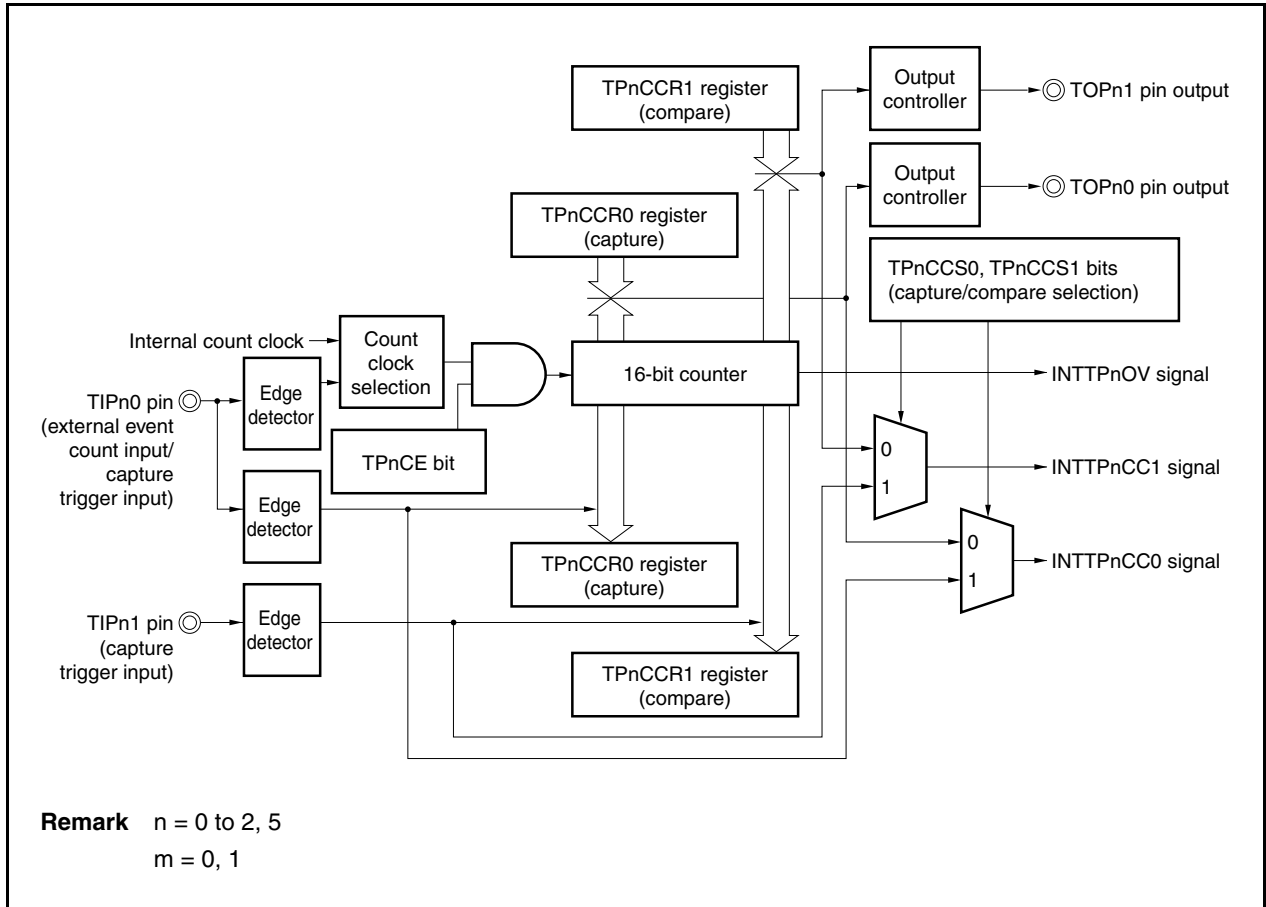 TPnCCR1 register
(compare)
Output
controller
TOPn1 pin output
Output
controller
TOPn0 pin output
TPnCCR0 register
(capture)
TPnCCS0, TPnCCS1 bits
(capture/compare selection)
Internal count clock
Count
clock
selection
16-bit counter
INTTPnOV signal
TIPn0 pin
(external event
count input/
capture
trigger input)
Edge
detector
TPnCE bit
0
1
INTTPnCC1 signal
Edge
detector
TPnCCR0 register
(capture)
0
1
INTTPnCC0 signal
TIPn1 pin
(capture
trigger input)
Edge
detector
TPnCCR1 register
(compare)
Remark n = 0 to 2, 5
m = 0, 1